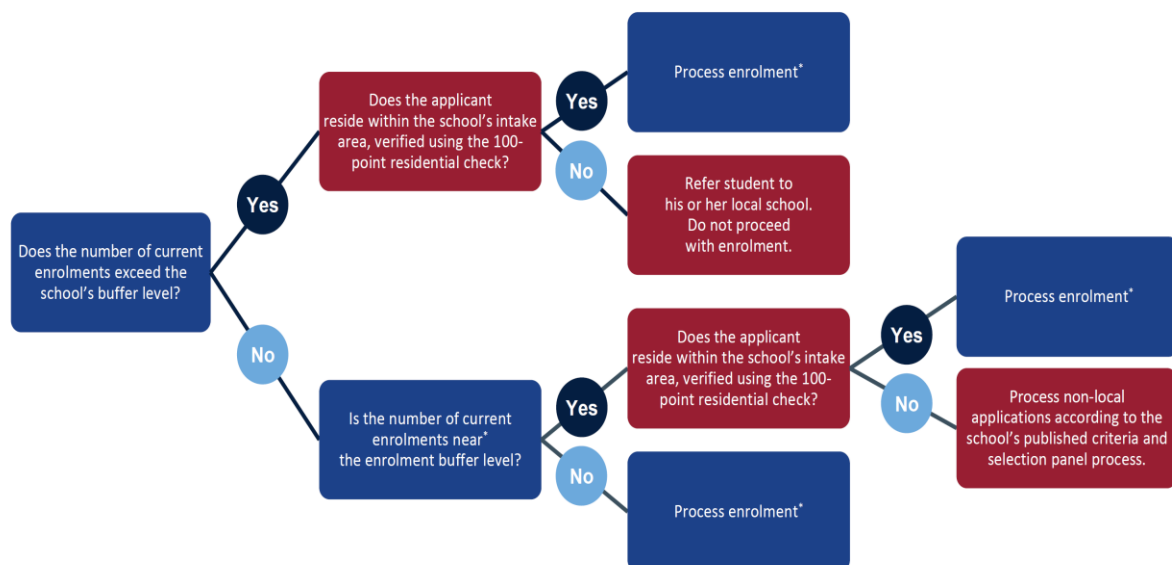 Does the number of current
enrolments exceed the
school's buffer level?
Yes
Does the applicant
reside within the school's intake
area, verified using the 100-
point residential check?
Yes
Process enrolment*
No
Refer student to
his or her local school.
Do not proceed
with enrolment.
No
Is the number of current
enrolments near*
the enrolment buffer level?
Yes
Does the applicant
reside within the school's intake
area, verified using the 100-
point residential check?
Yes
Process enrolment*
No
Process non-local
applications according to the
school's published criteria and
selection panel process.
No
Process enrolment*